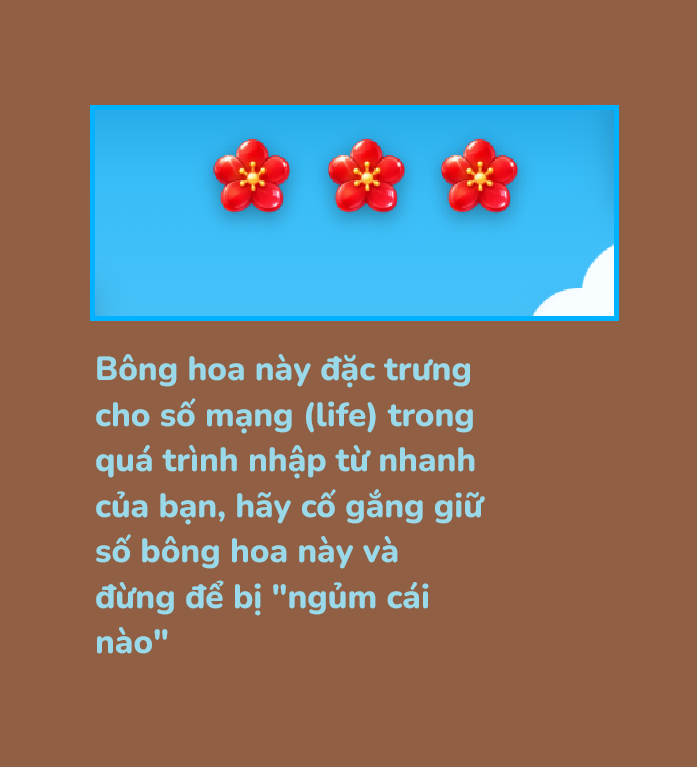 Bông hoa này đặc trưng
cho số mạng (life) trong
quá trình nhập từ nhanh
của bạn, hãy cố gắng giữ
số bông hoa này và
đừng để bị "ngủm cái
nào"